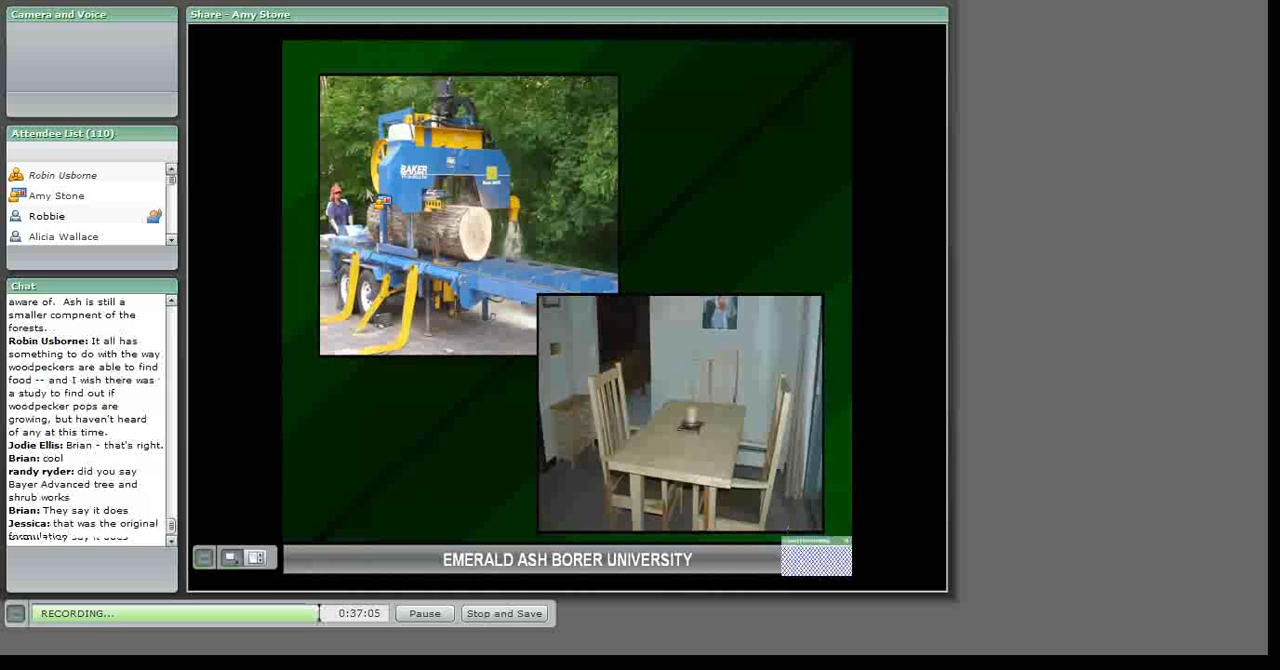 Camera and Voice
Share - Amy Stone
Attendee List (110)
Robin Usborne
Amy Stone
Robbie
Alicia Wallace
Chat
aware of. Ash is still a
smaller compnent of the
forests.
Robin Usborne: It all has
something to do with the way
woodpeckers are able to find
food -- and I wish there was
a study to find out if
woodpecker pops are
growing, but haven't heard
of any at this time.
Jodie Ellis: Brian - that's right.
Brian: cool
randy ryder: did you say
Bayer Advanced tree and
shrub works
Brian: They say it does
Jessica: that was the original
BAKER
EMERALD ASH BORER UNIVERSITY
RECORDING...
0:37:05
Pause
Stop and Save